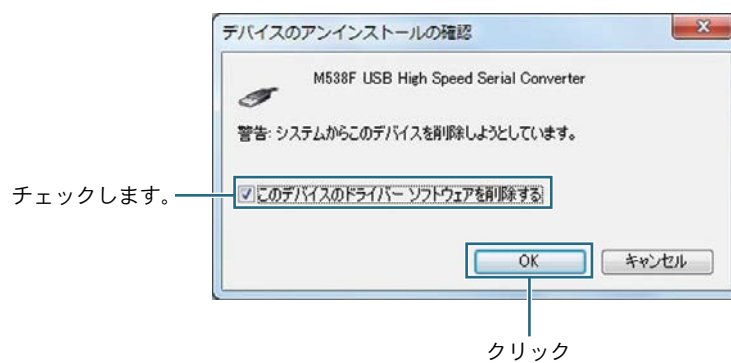 デバイスのアンインストールの確認
M538F USB High Speed Serial Converter
警告: システムからこのデバイスを削除しようとしています。
チェックします。
このデバイスのドライバー ソフトウェアを削除する
OK
キャンセル
クリック